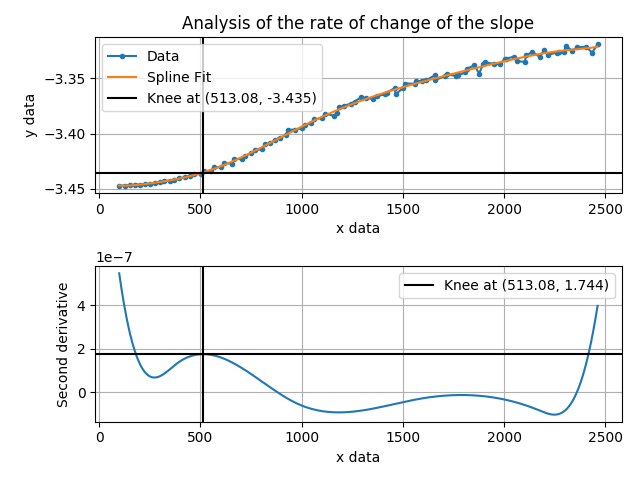 Analysis of the rate of change of the slope
Data
Spline Fit
Knee at (513.08, -3.435)
y data
−3.35
−3.40
−3.45
0 500 1000 1500 2000 2500
x data
1e−7
Knee at (513.08, 1.744)
Second derivative
4
2
0
0 500 1000 1500 2000 2500
x data